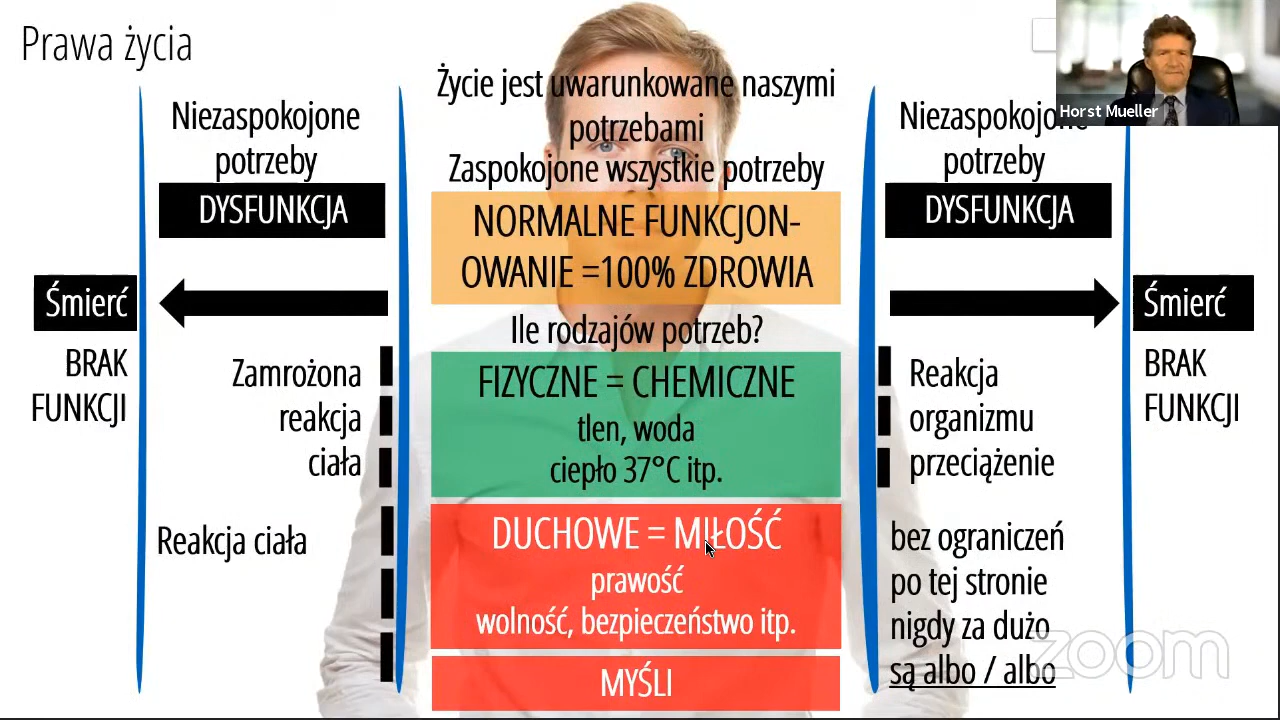 Prawa życia
Horst Mueller
Niezaspokojone
potrzeby
DYSFUNKCJA
Śmierć
BRAK
FUNKCJI
Zamrożona
reakcja
ciała
Reakcja ciała
Życie jest uwarunkowane naszymi
potrzebami
Zaspokojone wszystkie potrzeby
NORMALNE FUNKCJON-
OWANIE =100% ZDROWIA
Ile rodzajów potrzeb?
FIZYCZNE = CHEMICZNE
tlen, woda
ciepło 37°C itp.
DUCHOWE = MIŁOŚĆ
prawość
wolność, bezpieczeństwo itp.
MYŚLI
Niezaspokojone
potrzeby
DYSFUNKCJA
Śmierć
BRAK
FUNKCJI
Reakcja
organizmu
przeciążenie
bez ograniczeń
po tej stronie
nigdy za dużo
są albo / albo
zoom